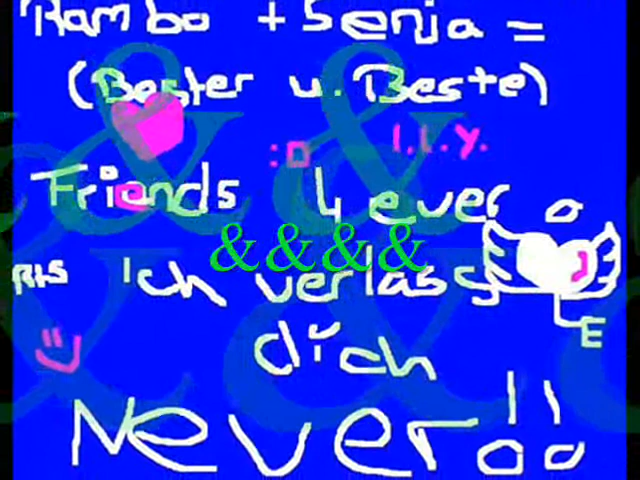 Rambo + Senja =
(Bester u. Beste)
:D I.L.Y.
Friends 4 ever
&&&&
Ich verlass
dich
Never!!